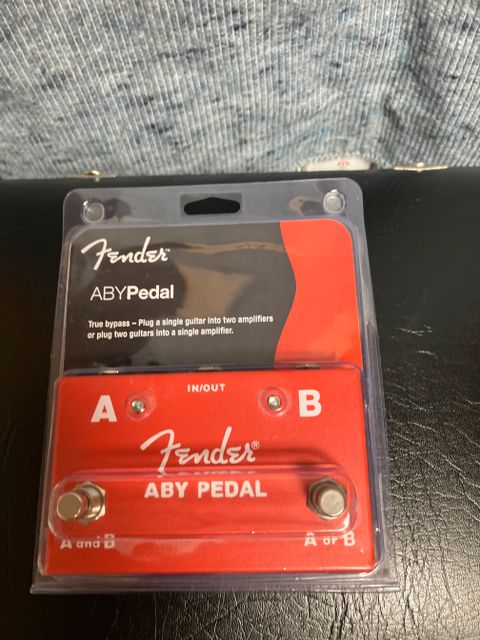 Fender™
ABYPedal
True bypass – Plug a single guitar into two amplifiers
or plug two guitars into a single amplifier.
IN/OUT
A B
Fender®
ABY PEDAL
A and B A or B